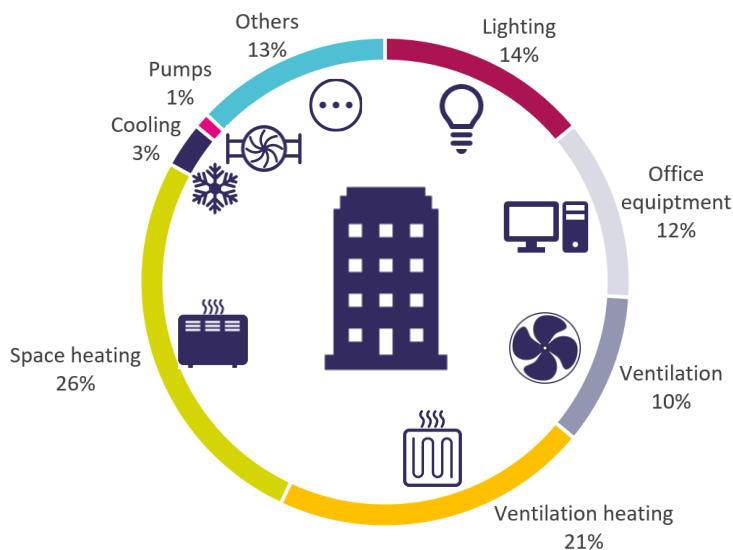 Others
13%
Lighting
14%
Pumps
1%
Cooling
3%
Office
equiptment
12%
Space heating
26%
Ventilation
10%
Ventilation heating
21%